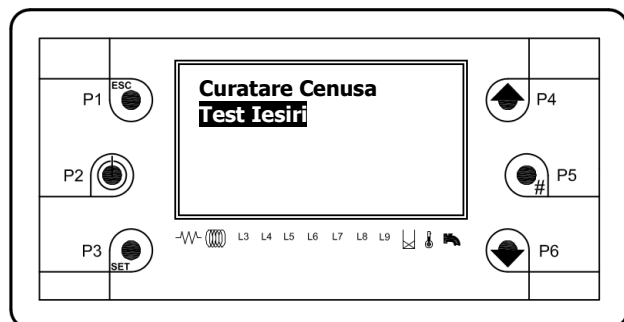 Curatare Cenusa
Test Iesiri
ESC
P1
P2
P3
SET
P4
P5
#
P6
L3 L4 L5 L6 L7 L8 L9